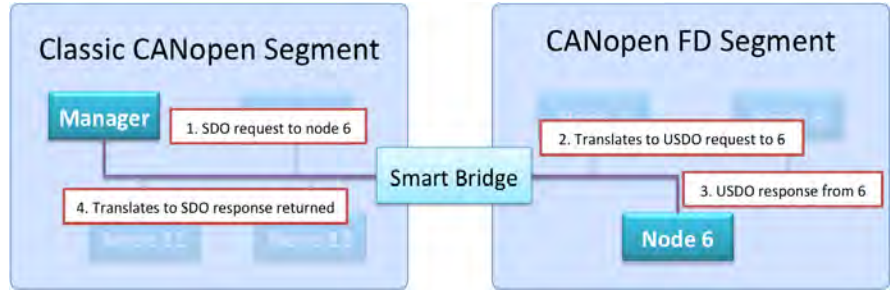 Classic CANopen Segment
CANopen FD Segment
Manager
1. SDO request to node 6
2. Translates to USDO request to 6
Smart Bridge
3. USDO response from 6
4. Translates to SDO response returned
Node 6